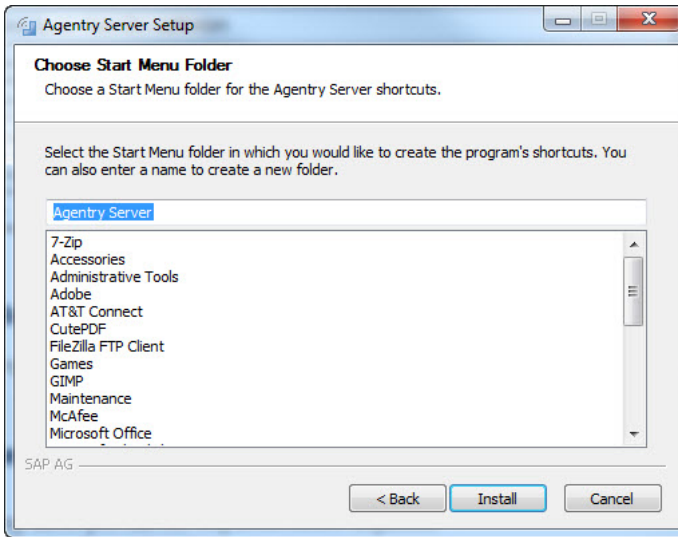 Agentry Server Setup
Choose Start Menu Folder
Choose a Start Menu folder for the Agentry Server shortcuts.
Select the Start Menu folder in which you would like to create the program's shortcuts. You
can also enter a name to create a new folder.
Agentry Server
7-Zip
Accessories
Administrative Tools
Adobe
AT&T Connect
CutePDF
FileZilla FTP Client
Games
GIMP
Maintenance
McAfee
Microsoft Office
SAP AG
< Back
Install
Cancel